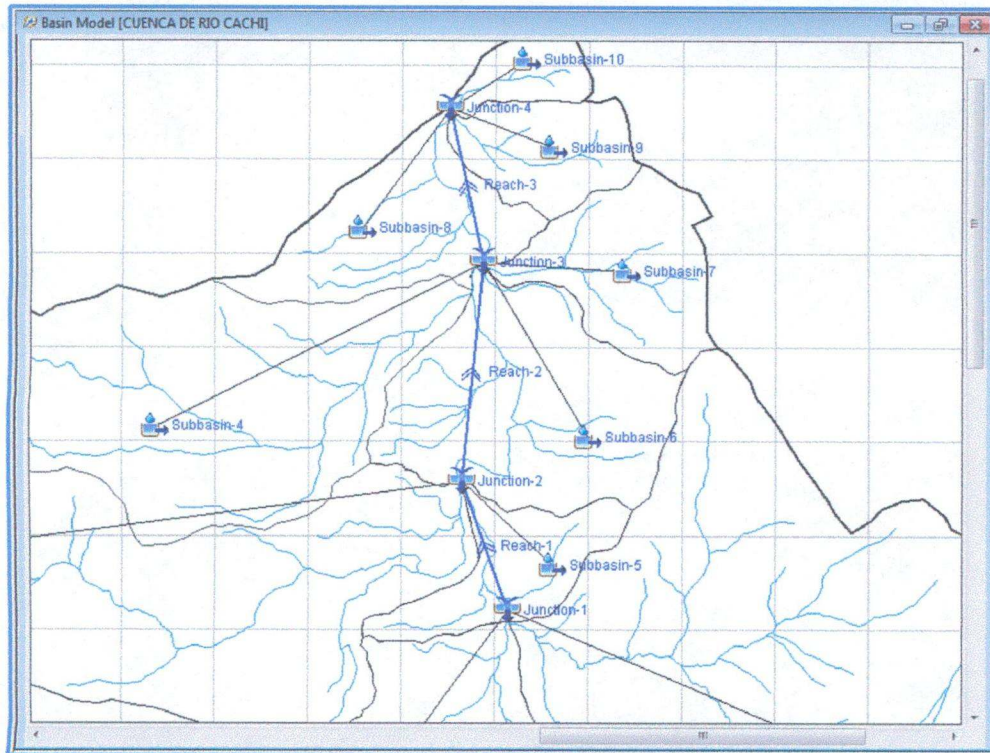 Basin Model [CUENCA DE RIO CACHI]
Subbasin-10
Junction-4
Subbasin-9
Reach-3
Subbasin-8
Junction-3
Subbasin-7
Reach-2
Subbasin-4
Subbasin-6
Junction-2
Reach-1
Subbasin-5
Junction-1